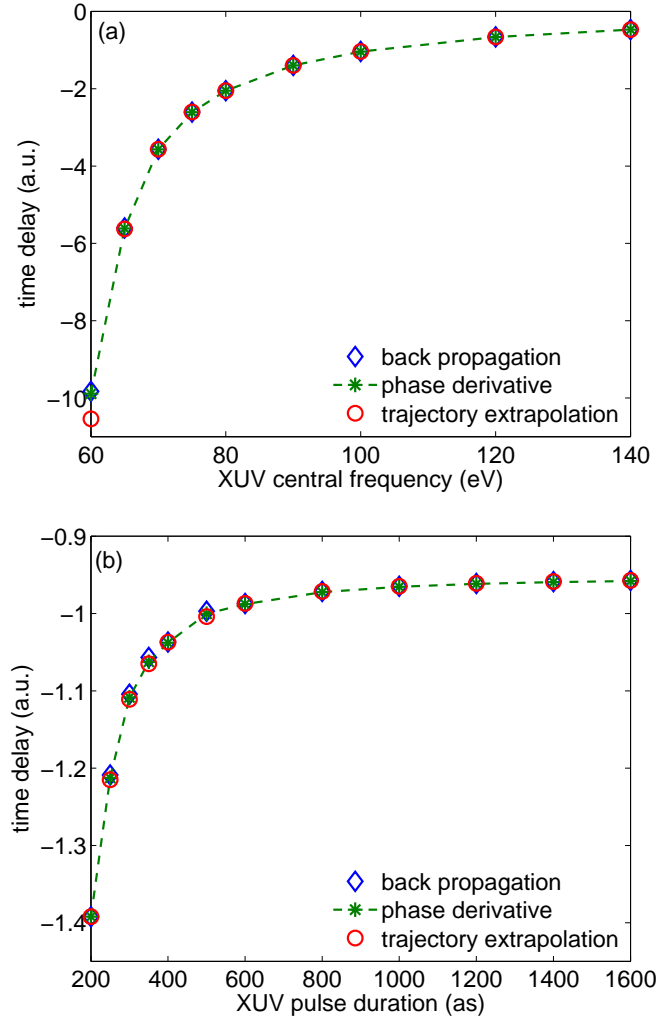 0
(a)
−2
−4
−6
−8
−10
time delay (a.u.)
back propagation
phase derivative
trajectory extrapolation
60 80 100 120 140
XUV central frequency (eV)
−0.9
(b)
−1
−1.1
−1.2
−1.3
−1.4
time delay (a.u.)
back propagation
phase derivative
trajectory extrapolation
200 400 600 800 1000 1200 1400 1600
XUV pulse duration (as)